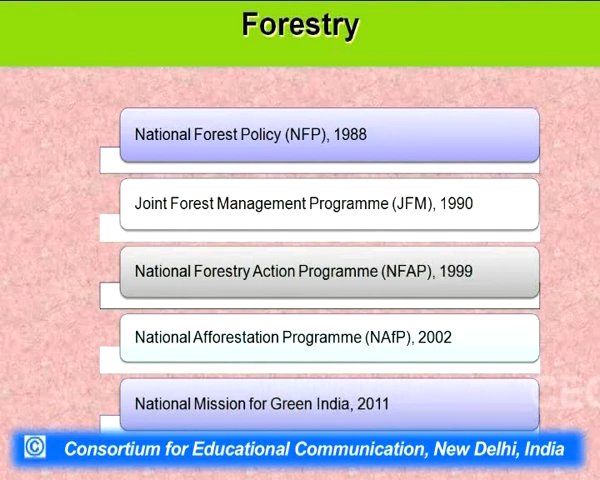 Forestry
National Forest Policy (NFP), 1988
Joint Forest Management Programme (JFM), 1990
National Forestry Action Programme (NFAP), 1999
National Afforestation Programme (NAfP), 2002
National Mission for Green India, 2011
CEC
© Consortium for Educational Communication, New Delhi, India